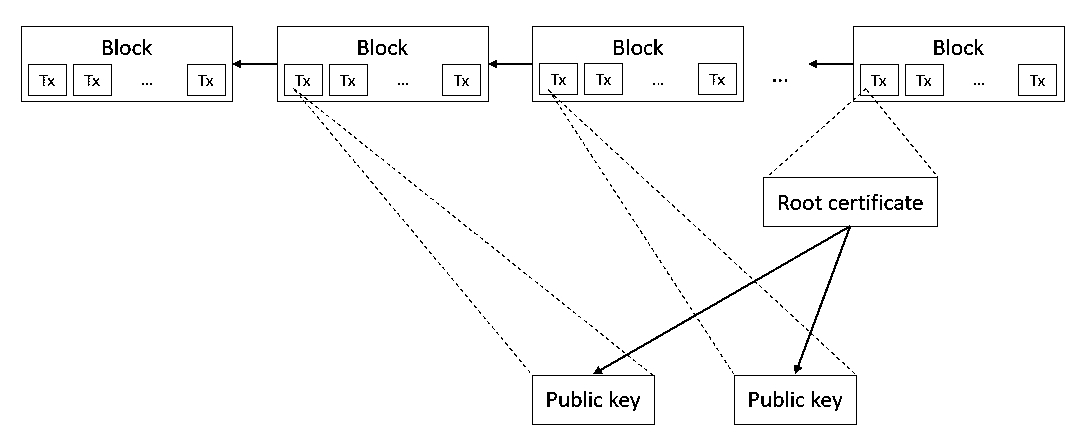 Block Block Block Block
Tx Tx ... Tx Tx Tx ... Tx Tx Tx ... Tx ... Tx Tx ... Tx
Root certificate
Public key Public key